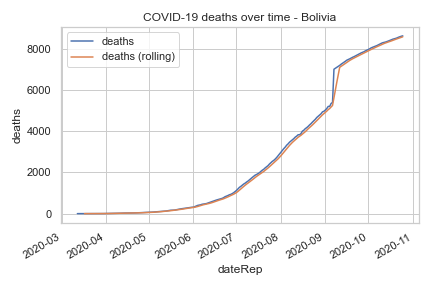 COVID-19 deaths over time - Bolivia
deaths
deaths (rolling)
8000
6000
4000
2000
0
deaths
2020-03
2020-04
2020-05
2020-06
2020-07
2020-08
2020-09
2020-10
2020-11
dateRep